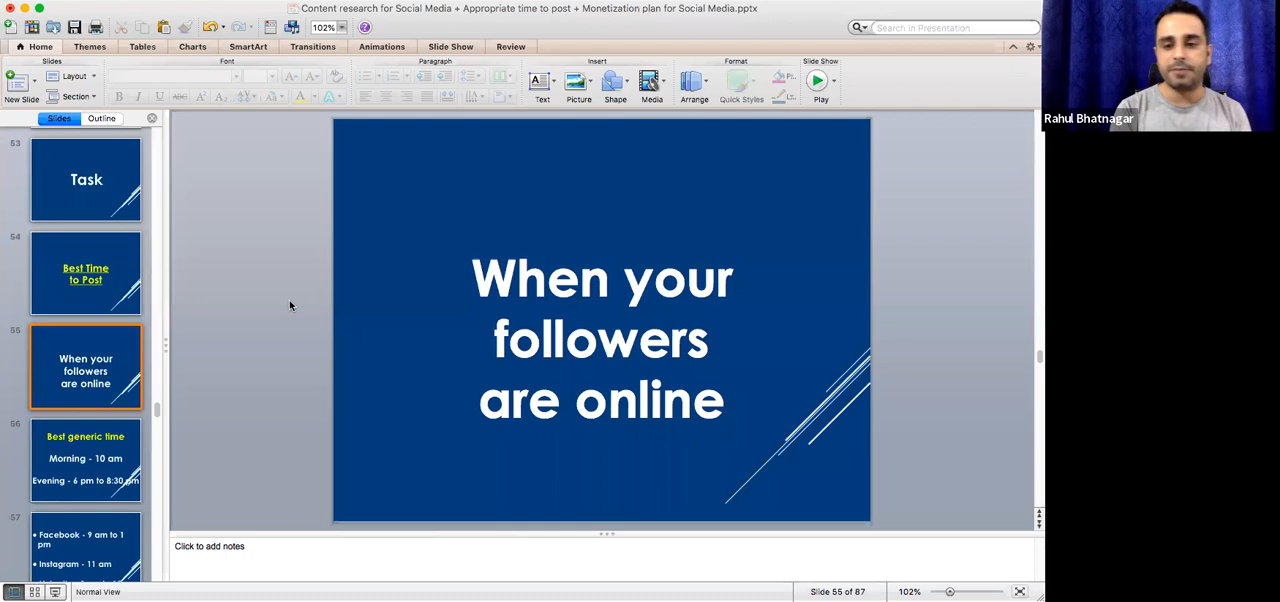 Content research for Social Media + Appropriate time to post + Monetization plan for Social Media.pptx
102%
Search in Presentation
Home Themes Tables Charts SmartArt Transitions Animations Slide Show Review
Slides Font Paragraph Insert Format Slide Show
New Slide Layout Section
B I U ABC A² A₂ AV Aa A A
Text Picture Shape Media Arrange Quick Styles Play
Slides Outline
53
Task
54
Best Time
to Post
55
When your
followers
are online
56
Best generic time
Morning - 10 am
Evening - 6 pm to 8:30 pm
57
• Facebook - 9 am to 1
pm
• Instagram - 11 am
When your
followers
are online
Click to add notes
Normal View
Slide 55 of 87
102%
Rahul Bhatnagar